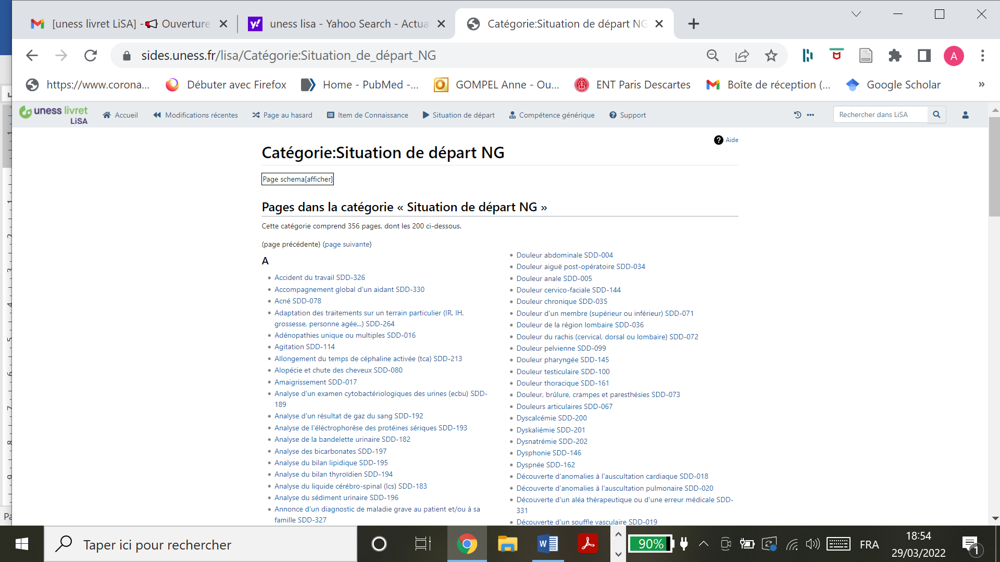 [uness livret LiSA] - Ouverture
uness lisa - Yahoo Search - Actua
Catégorie:Situation de départ NG
sides.uness.fr/lisa/Catégorie:Situation_de_départ_NG
A
https://www.corona...
Débuter avec Firefox
Home - PubMed -...
GOMPEL Anne - Ou...
ENT Paris Descartes
Boîte de réception (...
Google Scholar
»
uness livret LiSA
Accueil
Modifications récentes
Page au hasard
Item de Connaissance
Situation de départ
Compétence générique
Support
Rechercher dans LiSA
Aide
Catégorie:Situation de départ NG
Page schema[afficher]
Pages dans la catégorie « Situation de départ NG »
Cette catégorie comprend 356 pages, dont les 200 ci-dessous.
(page précédente) (page suivante)
A
Accident du travail SDD-326
Accompagnement global d'un aidant SDD-330
Acné SDD-078
Adaptation des traitements sur un terrain particulier (IR, IH,
grossesse, personne agée...) SDD-264
Adénopathies unique ou multiples SDD-016
Agitation SDD-114
Allongement du temps de céphaline activée (tca) SDD-213
Alopécie et chute des cheveux SDD-080
Amaigrissement SDD-017
Analyse d'un examen cytobactériologiques des urines (ecbu) SDD-
189
Analyse d'un résultat de gaz du sang SDD-192
Analyse de l'éléctrophorèse des protéines sériques SDD-193
Analyse de la bandelette urinaire SDD-182
Analyse des bicarbonates SDD-197
Analyse du bilan lipidique SDD-195
Analyse du bilan thyroïdien SDD-194
Analyse du liquide cérébro-spinal (lcs) SDD-183
Analyse du sédiment urinaire SDD-196
Annonce d'un diagnostic de maladie grave au patient et/ou à sa
famille SDD-327
Douleur abdominale SDD-004
Douleur aiguë post-opératoire SDD-034
Douleur anale SDD-005
Douleur cervico-faciale SDD-144
Douleur chronique SDD-035
Douleur d'un membre (supérieur ou inférieur) SDD-071
Douleur de la région lombaire SDD-036
Douleur du rachis (cervical, dorsal ou lombaire) SDD-072
Douleur pelvienne SDD-099
Douleur pharyngée SDD-145
Douleur testiculaire SDD-100
Douleur thoracique SDD-161
Douleur, brûlure, crampes et paresthésies SDD-073
Douleurs articulaires SDD-067
Dyscalcémie SDD-200
Dyskaliémie SDD-201
Dysnatrémie SDD-202
Dysphonie SDD-146
Dyspnée SDD-162
Découverte d'anomalies à l'auscultation cardiaque SDD-018
Découverte d'anomalies à l'auscultation pulmonaire SDD-020
Découverte d'un aléa thérapeutique ou d'une erreur médicale SDD-
331
Découverte d'un souffle vasculaire SDD-019
Taper ici pour rechercher
90%
FRA
18:54
29/03/2022
1